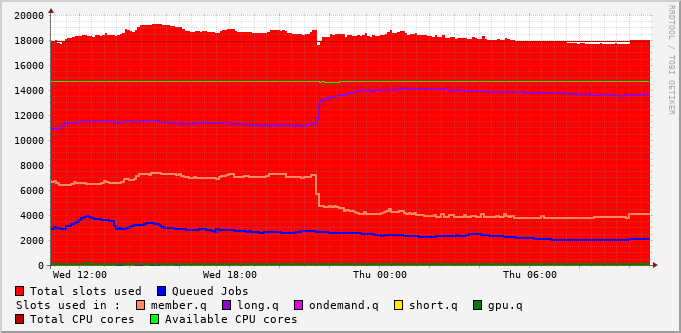 20000
18000
16000
14000
12000
10000
8000
6000
4000
2000
0
Wed 12:00 Wed 18:00 Thu 00:00 Thu 06:00
RRDTOOL / TOBI OETIKER
Total slots used Queued Jobs
Slots used in : member.q long.q ondemand.q short.q gpu.q
Total CPU cores Available CPU cores